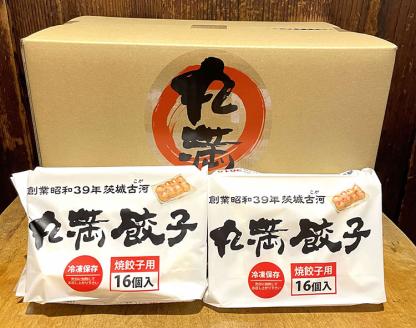 丸満
創業昭和39年茨城古河
こが
丸満餃子
冷凍保存
焼餃子用
16個入
創業昭和39年茨城古河
こが
丸満餃子
冷凍保存
焼餃子用
16個入